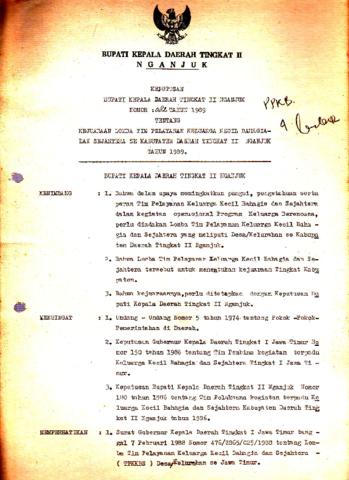 BUPATI KEPALA DAERAH TINGKAT II
N G A N J U K
KEPUTUSAN
BUPATI KEPALA DAERAH TINGKAT II NGANJUK
NOMOR : TAHUN 1989
TENTANG
KEJUARAAN LOMBA TIM PELAYANAN KELUARGA KECIL BAHAGIA-
DAN SEJAHTERA SE KABUPATEN DAERAH TINGKAT II NGANJUK
TAHUN 1989.
PPKB.
BUPATI KEPALA DAERAH TINGKAT II NGANJUK
MENIMBANG : 1. Bahwa dalam upaya meningkatkan fungsi, pengetahuan serta
peran Tim Pelayanan Keluarga Kecil Bahagia dan Sejahtera
dalam kegiatan operasional Program Keluarga Berencana,
perlu diadakan Lomba Tim Pelayanan Keluarga Kecil Baha
gia dan Sejahtera yang meliputi Desa/Kelurahan se Kabupa
ten Daerah Tingkat II Nganjuk.
2. Bahwa Lomba Tim Pelayanan Keluarga Kecil Bahagia dan Se-
jahtera tersebut untuk menentukan kejuaraan Tingkat Kabu
paten.
3. Bahwa kejuaraannya, perlu ditetapkan dengan Keputusan Bu
pati Kepala Daerah Tingkat II Nganjuk.
MENGINGAT : 1. Undang - Undang Nomor 5 tahun 1974 tentang Pokok -Pokok-
Pemerintahan di Daerah.
2. Keputusan Gubernur Kepala Daerah Tingkat I Jawa Timur No
mor 150 tahun 1986 tentang Tim Pembina kegiatan terpadu
Keluarga Kecil Bahagia dan Sejahtera Tingkat I Jawa Ti-
mur.
3. Keputusan Bupati Kepala Daerah Tingkat II Nganjuk Nomor
180 tahun 1986 tentang Tim Pelaksana kegiatan terpadu Ke
luarga Kecil Bahagia dan Sejahtera Kabupaten Daerah Ting
kat II Nganjuk tahun 1986.
MEMPERHATIKAN : 1. Surat Gubernur Kepala Daerah Tingkat I Jawa Timur tang
gal 7 Februari 1988 Nomor 476/2865/025/1988 tentang Lom-
ba Tim Pelayanan Keluarga Kecil Bahagia dan Sejahtera -
( TPKKBS ) Desa/Kelurahan se Jawa Timur.